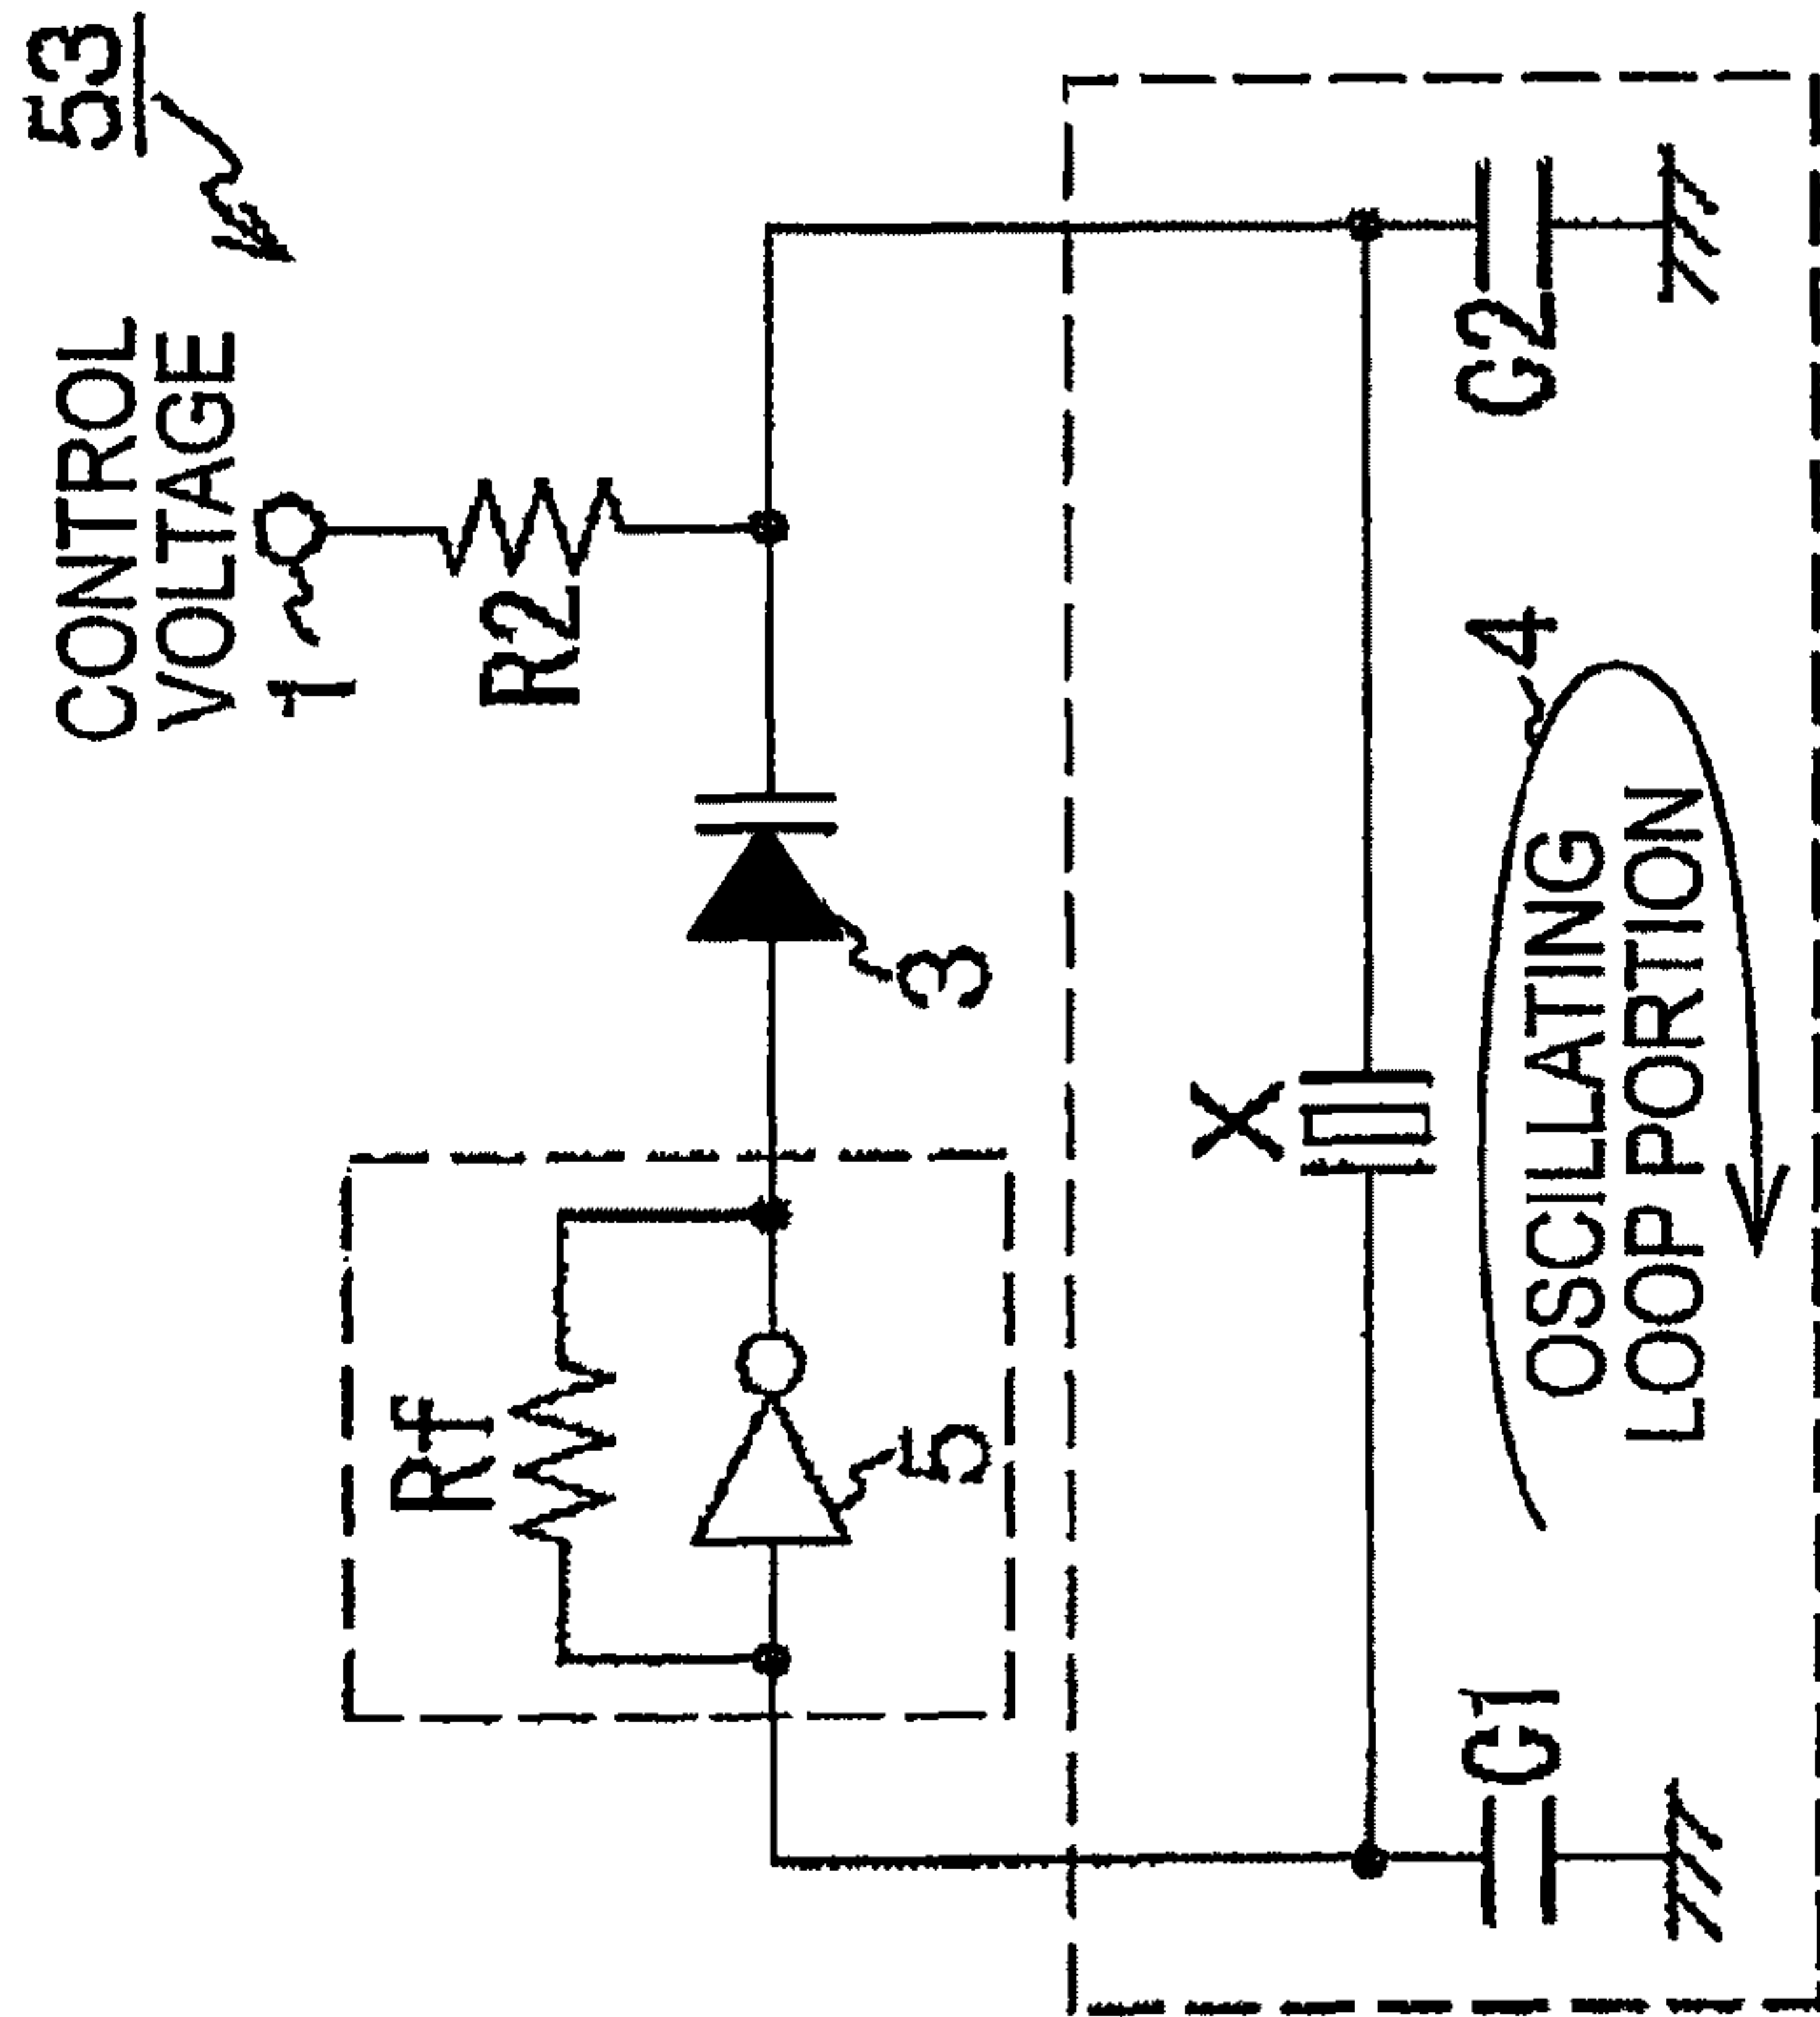 53
CONTROL
VOLTAGE
1
R2
3
Rf
5
X
4
OSCILLATING
LOOP PORTION
C1
C2